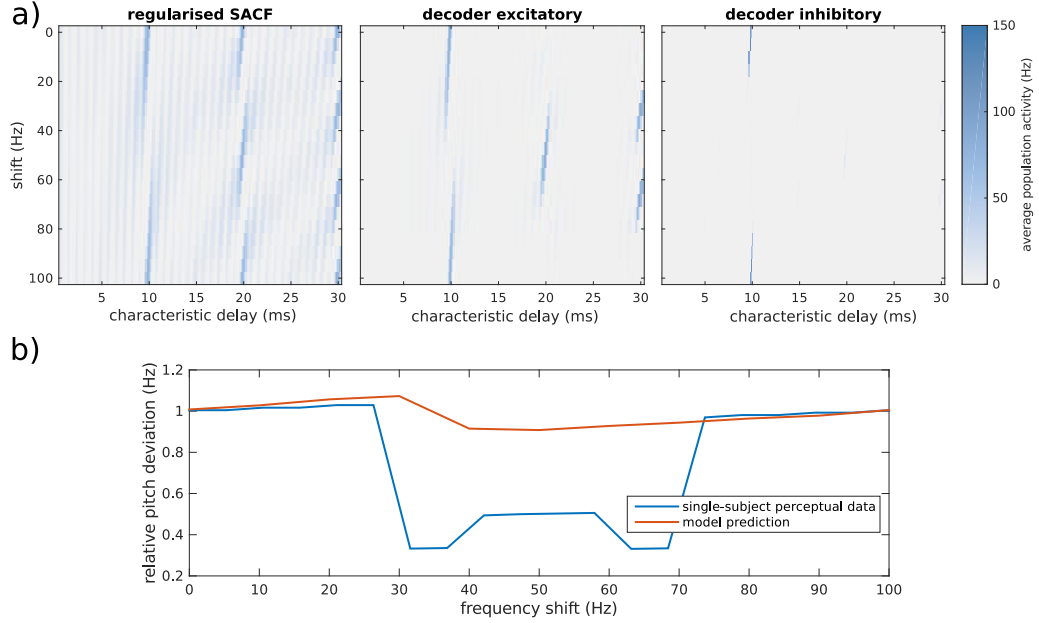 a)
regularised SACF
decoder excitatory
decoder inhibitory
shift (Hz)
0
20
40
60
80
100
5 10 15 20 25 30
5 10 15 20 25 30
5 10 15 20 25 30
characteristic delay (ms)
characteristic delay (ms)
characteristic delay (ms)
150
100
50
0
average population activity (Hz)
b)
relative pitch deviation (Hz)
1.2
1
0.8
0.6
0.4
0.2
single-subject perceptual data
model prediction
0 10 20 30 40 50 60 70 80 90 100
frequency shift (Hz)